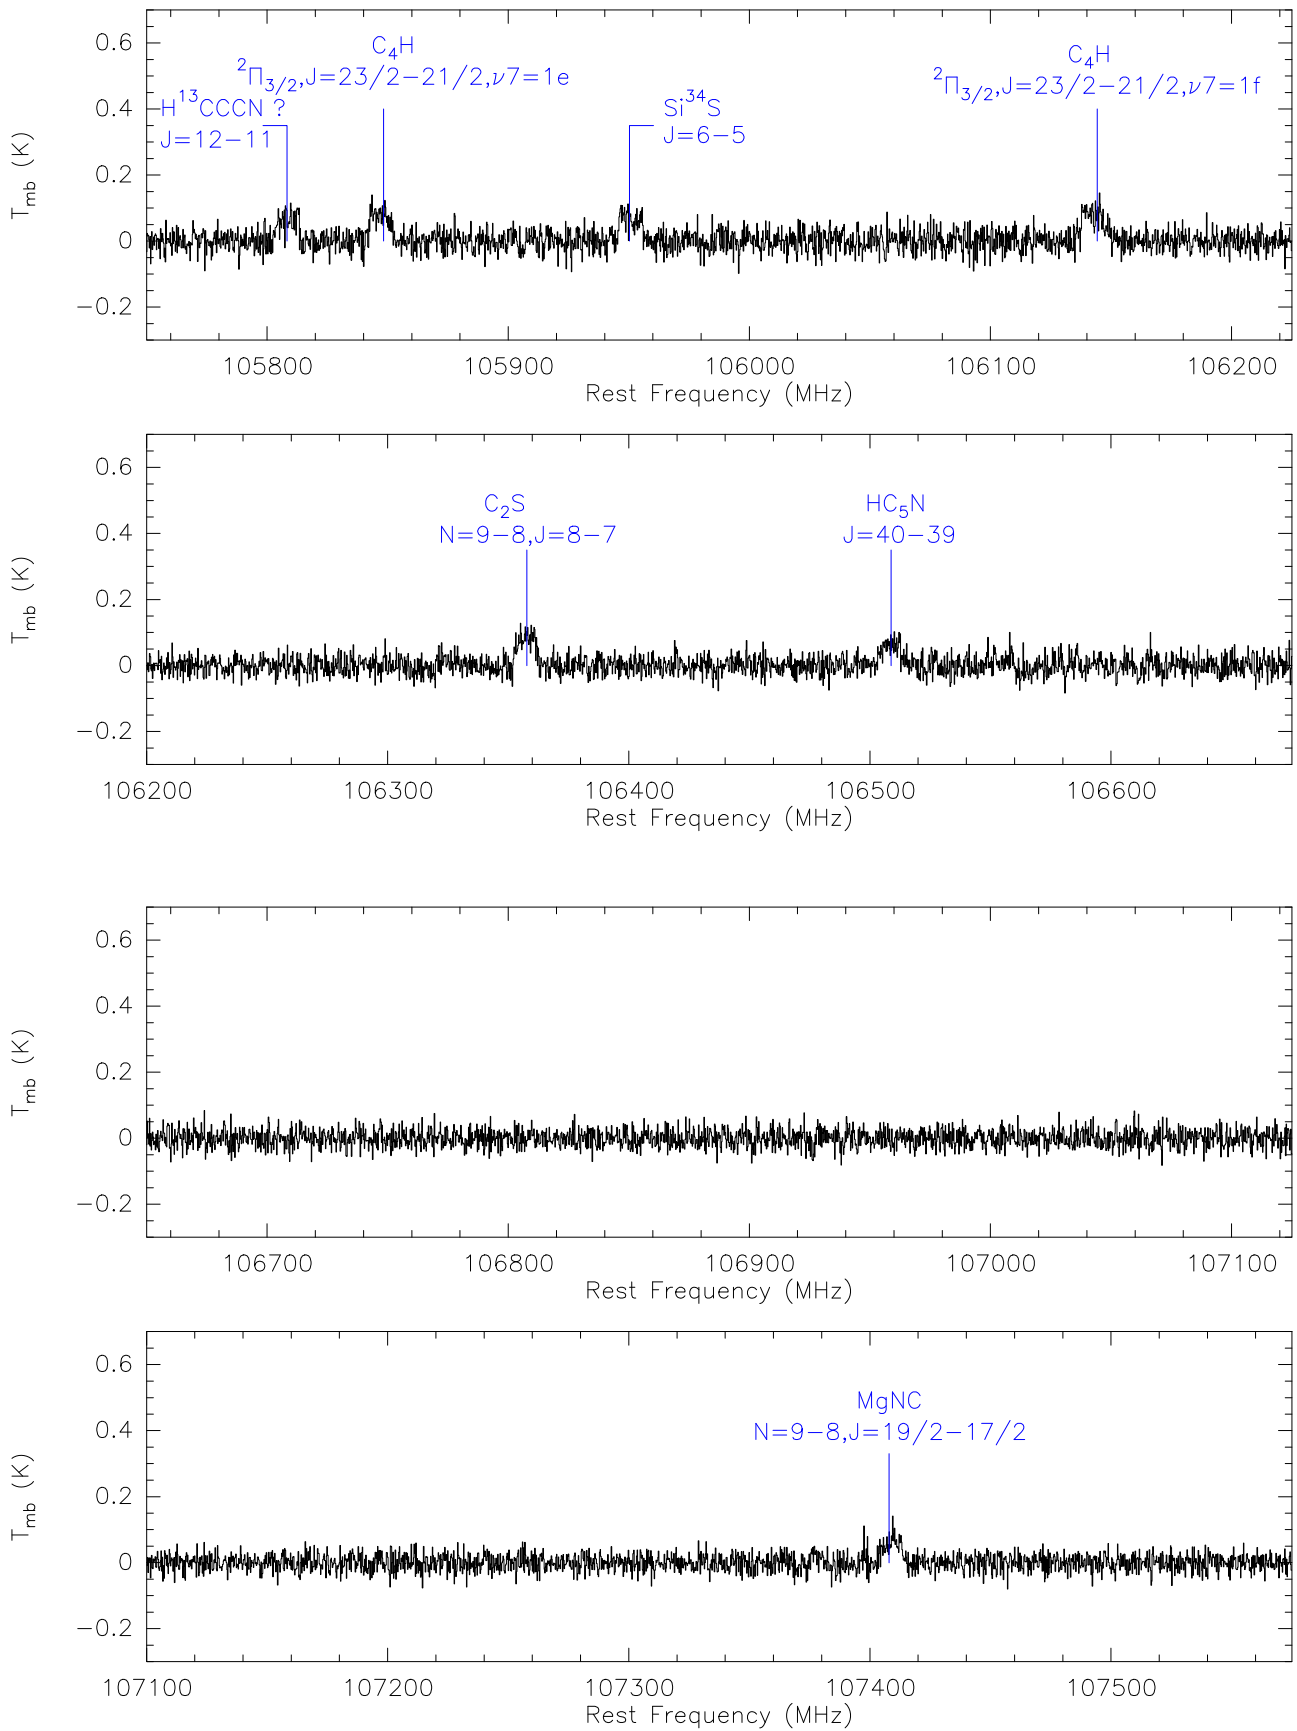 0.6
0.4
0.2
0
−0.2
T_mb (K)
C₄H
²Π₃/₂,J=23/2−21/2,ν7=1e
H¹³CCCN ?
J=12−11
Si³⁴S
J=6−5
C₄H
²Π₃/₂,J=23/2−21/2,ν7=1f
105800 105900 106000 106100 106200
Rest Frequency (MHz)
0.6
0.4
0.2
0
−0.2
T_mb (K)
C₂S
N=9−8,J=8−7
HC₅N
J=40−39
106200 106300 106400 106500 106600
Rest Frequency (MHz)
0.6
0.4
0.2
0
−0.2
T_mb (K)
106700 106800 106900 107000 107100
Rest Frequency (MHz)
0.6
0.4
0.2
0
−0.2
T_mb (K)
MgNC
N=9−8,J=19/2−17/2
107100 107200 107300 107400 107500
Rest Frequency (MHz)